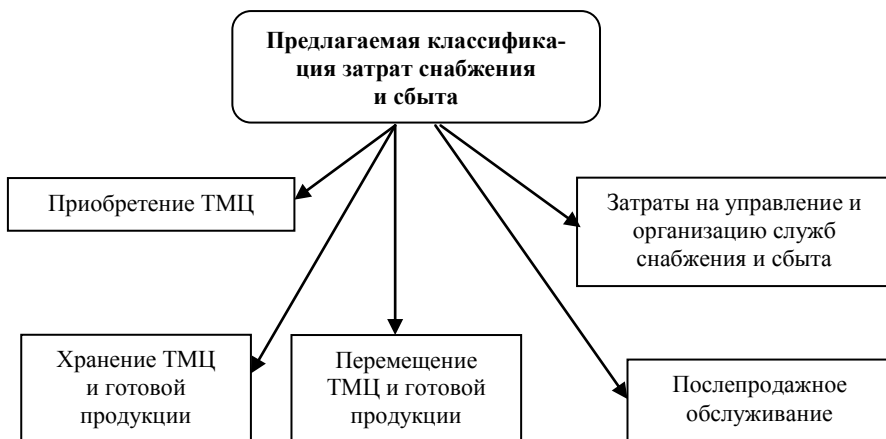 Предлагаемая классифика-
ция затрат снабжения
и сбыта
Приобретение ТМЦ
Затраты на управление и
организацию служб
снабжения и сбыта
Хранение ТМЦ
и готовой
продукции
Перемещение
ТМЦ и готовой
продукции
Послепродажное
обслуживание